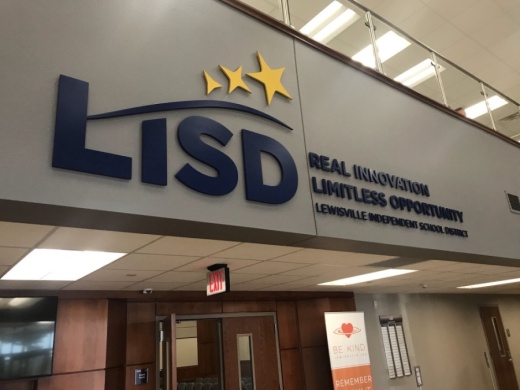 LISD
REAL INNOVATION
LIMITLESS OPPORTUNITY
LEWISVILLE INDEPENDENT SCHOOL DISTRICT
EXIT
BE KIND
REMEMBER